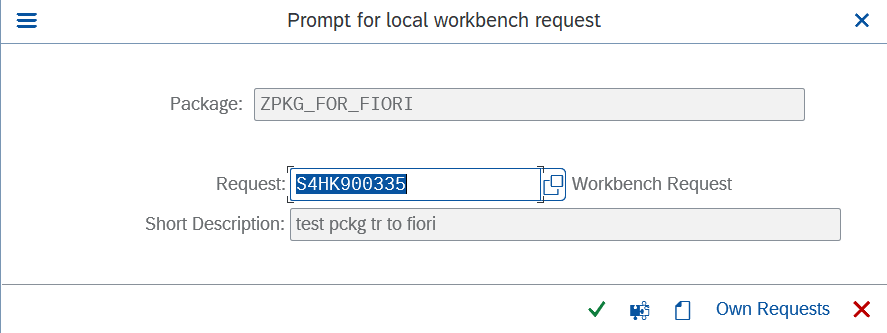 Prompt for local workbench request
Package: ZPKG_FOR_FIORI
Request: S4HK900335 Workbench Request
Short Description: test pckg tr to fiori
Own Requests